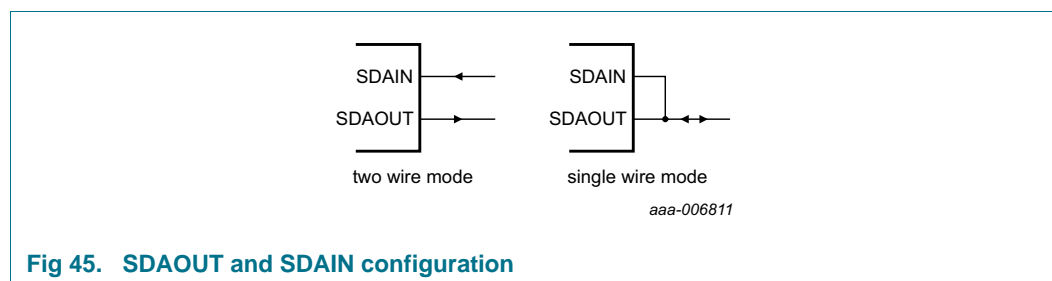 SDAIN
SDAOUT
two wire mode
SDAIN
SDAOUT
single wire mode
aaa-006811
Fig 45. SDAOUT and SDAIN configuration